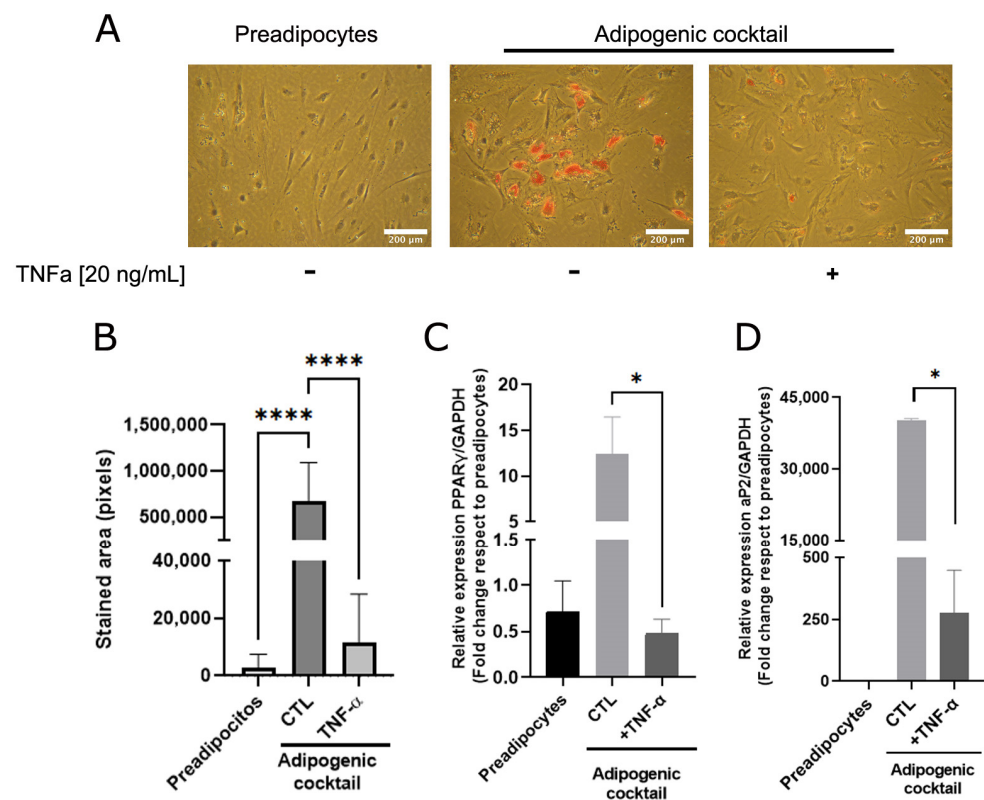 A
Preadipocytes
Adipogenic cocktail
200 µm
200 µm
200 µm
TNFa [20 ng/mL]
-
-
+
B
Stained area (pixels)
1,500,000
1,000,000
500,000
40,000
20,000
0
****
****
Preadipocitos
CTL
TNF-α
Adipogenic
cocktail
C
Relative expression PPARγ/GAPDH
(Fold change respect to preadipocytes)
20
15
10
5
1.5
1.0
0.5
0.0
*
Preadipocytes
CTL
+TNF-α
Adipogenic
cocktail
D
Relative expression aP2/GAPDH
(Fold change respect to preadipocytes)
45,000
30,000
15,000
500
250
0
*
Preadipocytes
CTL
+TNF-α
Adipogenic
cocktail